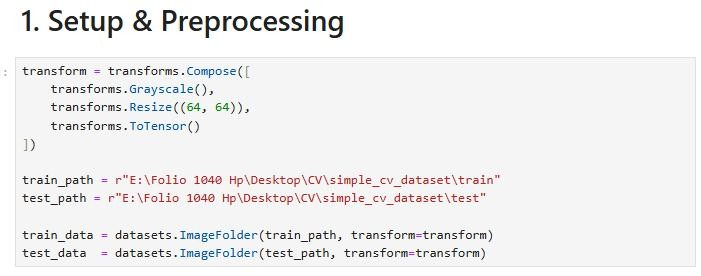 1. Setup & Preprocessing
:
transform = transforms.Compose([
    transforms.Grayscale(),
    transforms.Resize((64, 64)),
    transforms.ToTensor()
])

train_path = r"E:\Folio 1040 Hp\Desktop\CV\simple_cv_dataset\train"
test_path = r"E:\Folio 1040 Hp\Desktop\CV\simple_cv_dataset\test"

train_data = datasets.ImageFolder(train_path, transform=transform)
test_data  = datasets.ImageFolder(test_path, transform=transform)